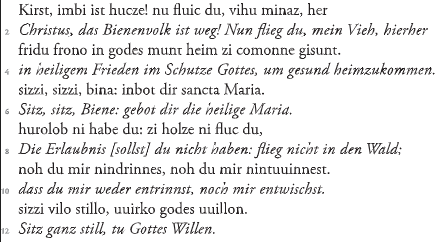 Kirst, imbi ist hucze! nu fluic du, vihu minaz, her
2 Christus, das Bienenvolk ist weg! Nun flieg du, mein Vieh, hierher
fridu frono in godes munt heim zi comonne gisunt.
4 in heiligem Frieden im Schutze Gottes, um gesund heimzukommen.
sizzi, sizzi, bina: inbot dir sancta Maria.
6 Sitz, sitz, Biene: gebot dir die heilige Maria.
hurolob ni habe du: zi holze ni fluc du,
8 Die Erlaubnis [sollst] du nicht haben: flieg nicht in den Wald;
noh du mir nindrinnes, noh du mir nintuuinnest.
10 dass du mir weder entrinnst, noch mir entwischst.
sizzi vilo stillo, uuirko godes uuillon.
12 Sitz ganz still, tu Gottes Willen.